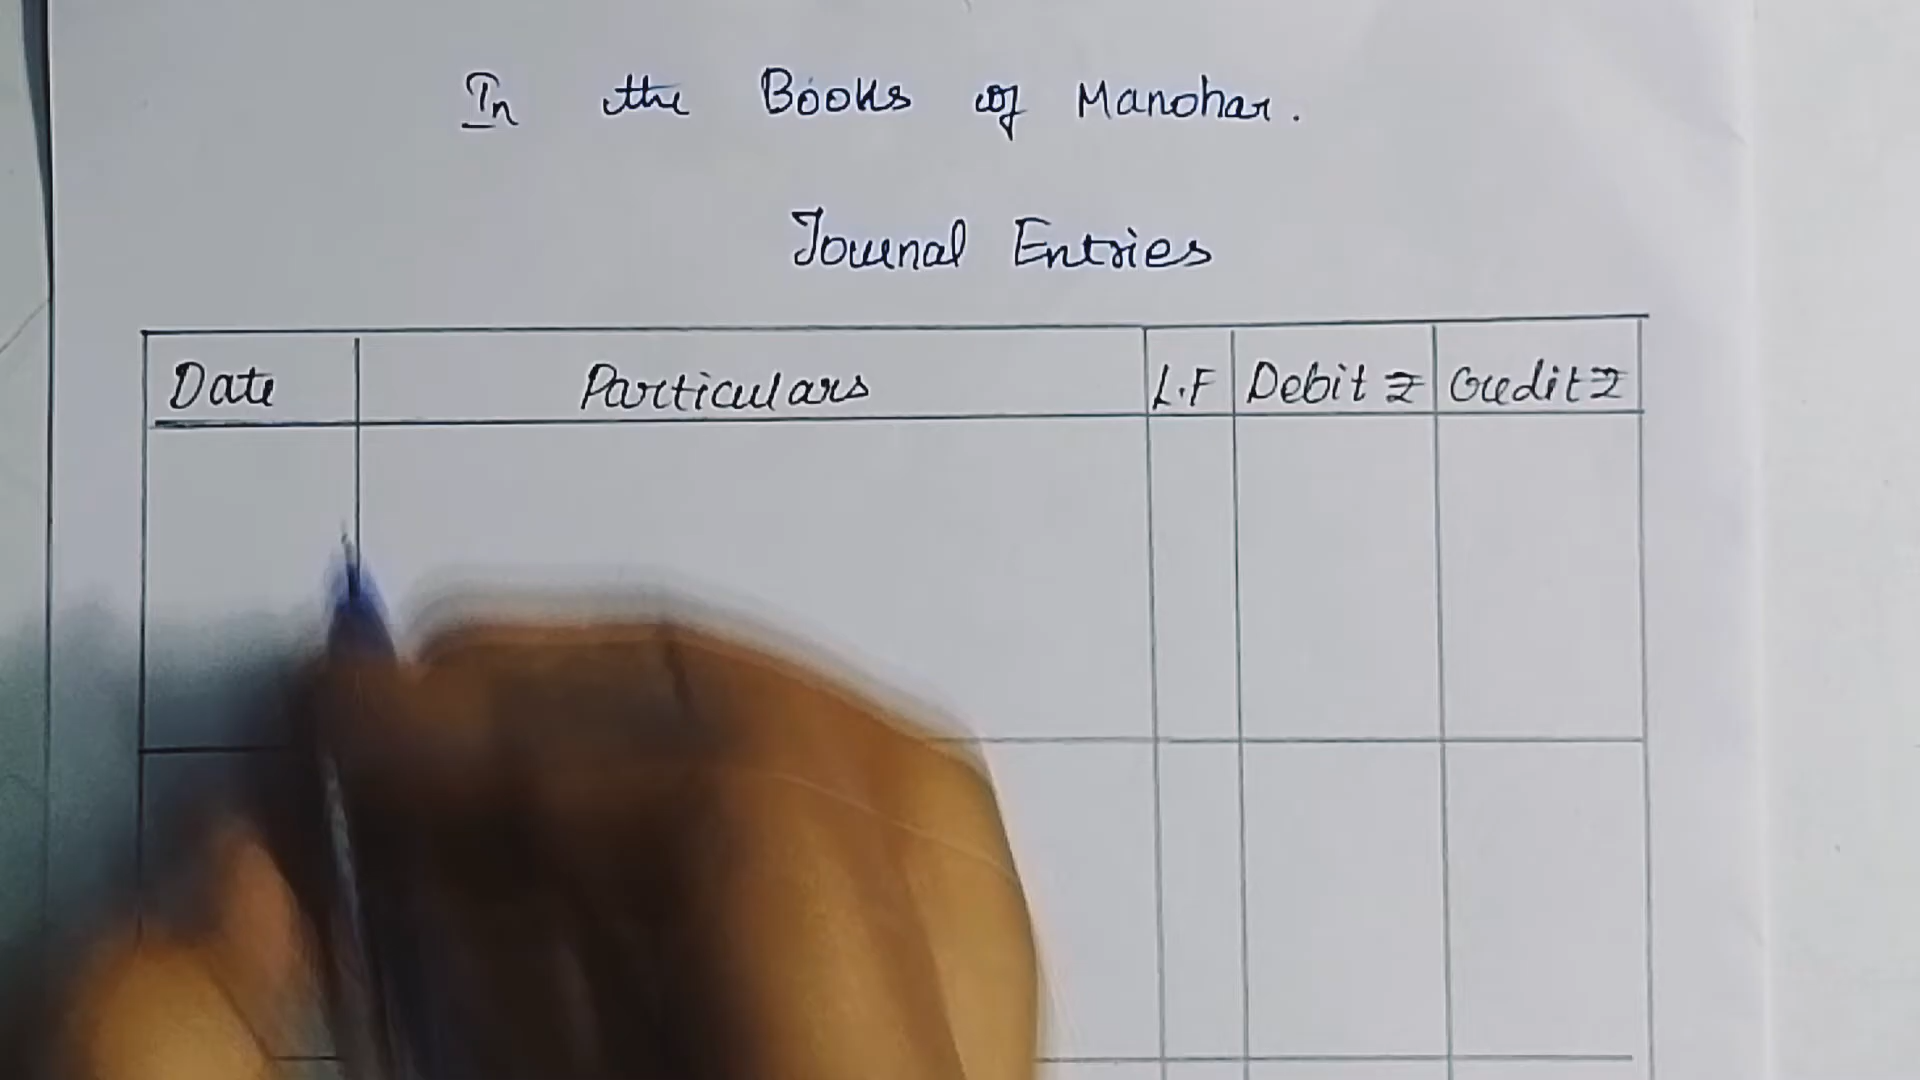 In the Books of Manohar.
Journal Entries
Date Particulars L.F Debit ₹ Credit ₹